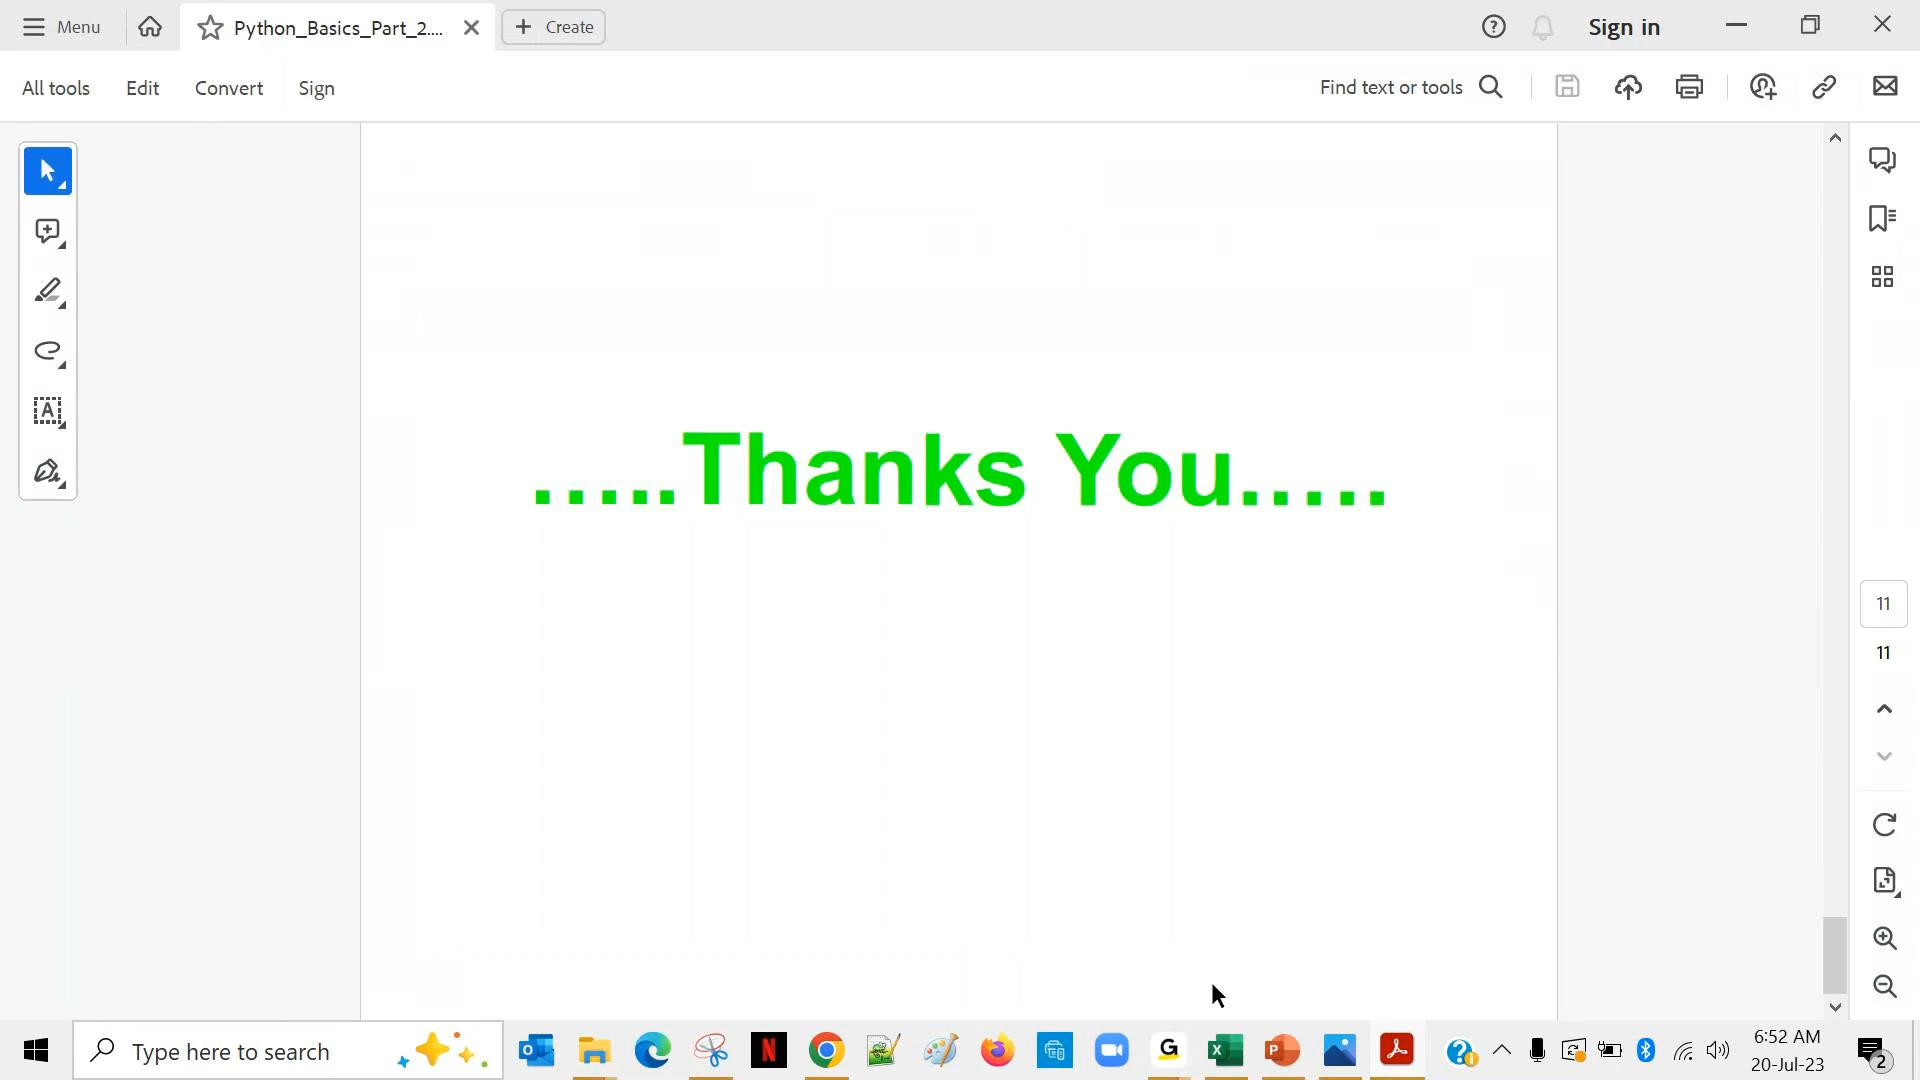 Menu
Python_Basics_Part_2....
Create
Sign in
All tools
Edit
Convert
Sign
Find text or tools
.....Thanks You.....
11
11
Type here to search
6:52 AM
20-Jul-23
2